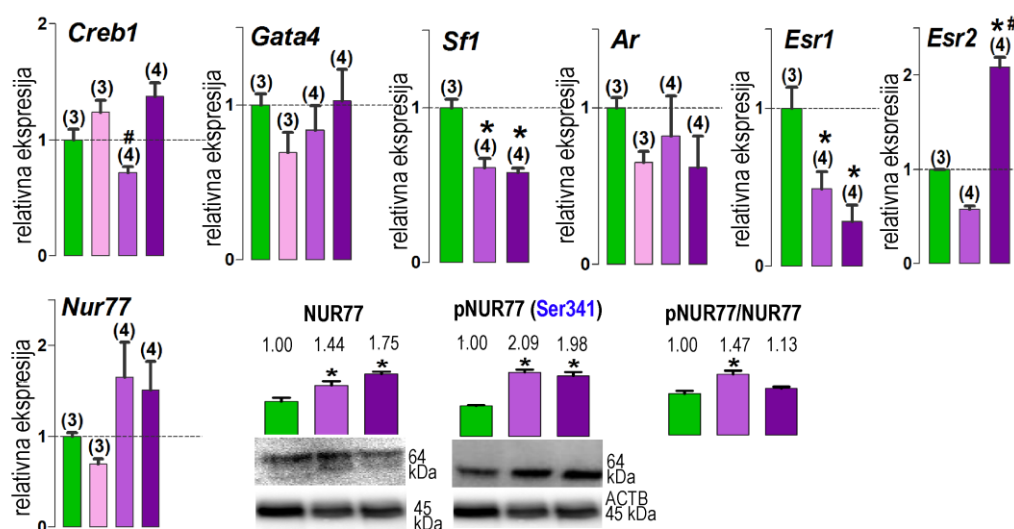 Creb1
relativna ekspresija
2
1
0
(3)
(3)
#
(4)
(4)
Gata4
relativna ekspresija
1
0
(3)
(3)
(4)
(4)
Sf1
relativna ekspresija
1
0
(3)
*
(4)
*
(4)
Ar
relativna ekspresija
1
0
(3)
(3)
(4)
(4)
Esr1
relativna ekspresija
1
0
(3)
*
(4)
*
(4)
Esr2
relativna ekspresija
2
1
0
(3)
(4)
*#
(4)
Nur77
relativna ekspresija
2
1
0
(3)
(3)
(4)
(4)
NUR77
1.00 1.44 1.75
* *
64
kDa
45
kDa
pNUR77 (Ser341)
1.00 2.09 1.98
* *
64
kDa
ACTB
45 kDa
pNUR77/NUR77
1.00 1.47 1.13
*